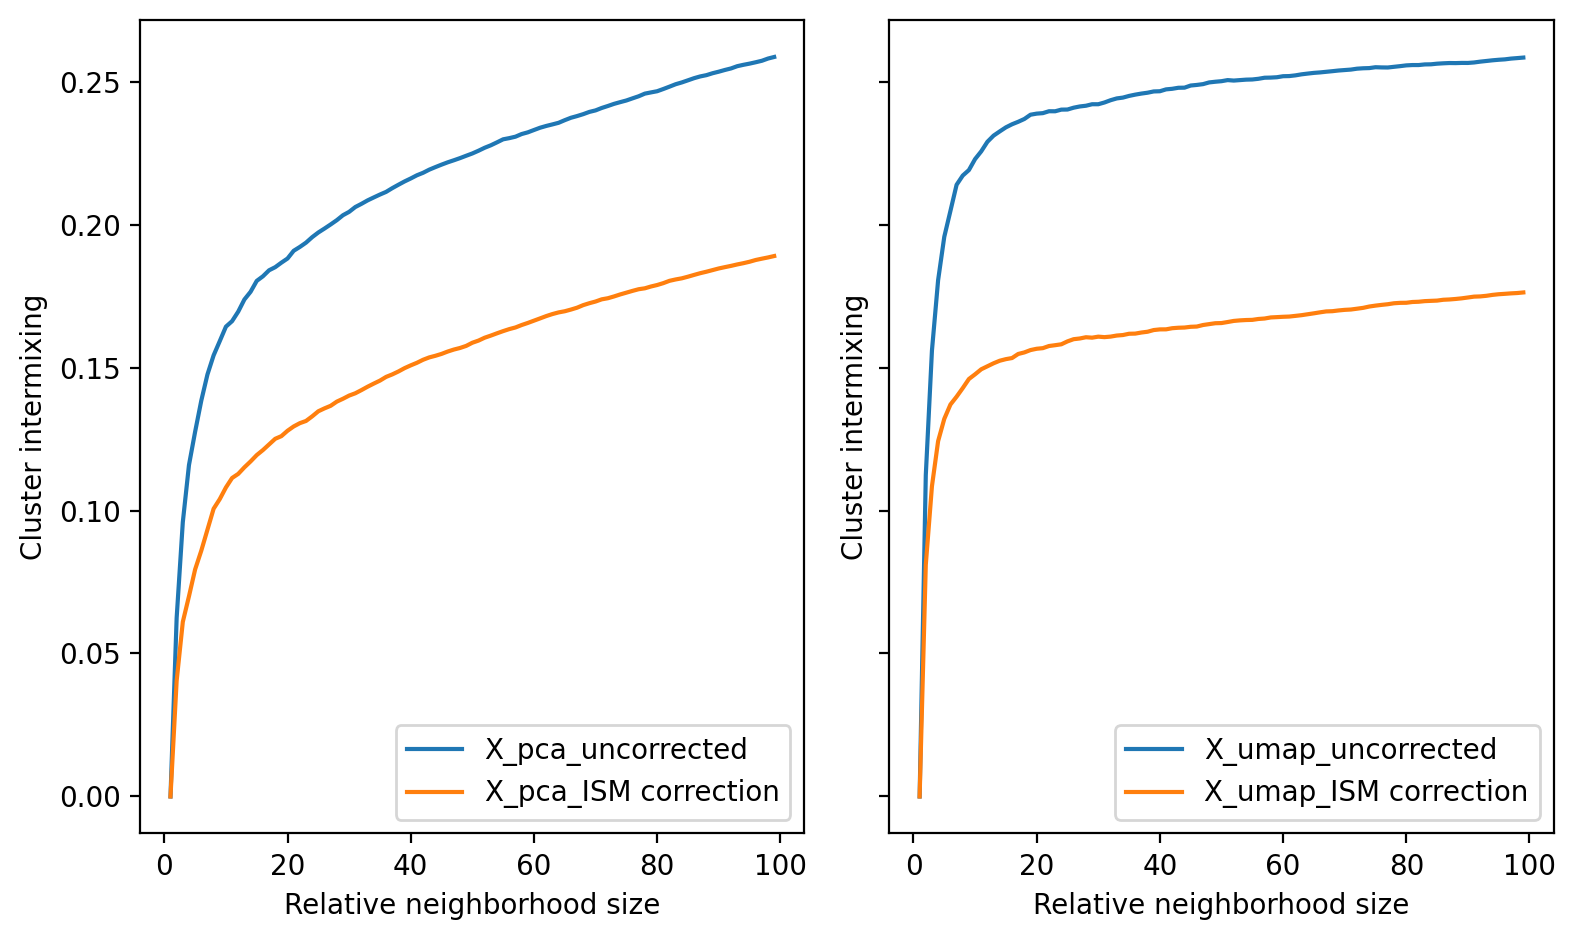 Cluster intermixing
0.25
0.20
0.15
0.10
0.05
0.00
X_pca_uncorrected
X_pca_ISM correction
0 20 40 60 80 100
Relative neighborhood size
Cluster intermixing
X_umap_uncorrected
X_umap_ISM correction
0 20 40 60 80 100
Relative neighborhood size